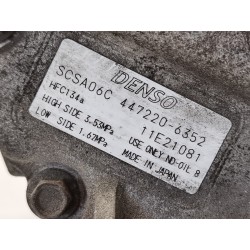 DENSO
SCSA06C 447220-6352
HFC134a 11E21081
HIGH SIDE 3.53MPa USE ONLY ND-OIL 8
LOW SIDE 1.67MPa MADE IN JAPAN